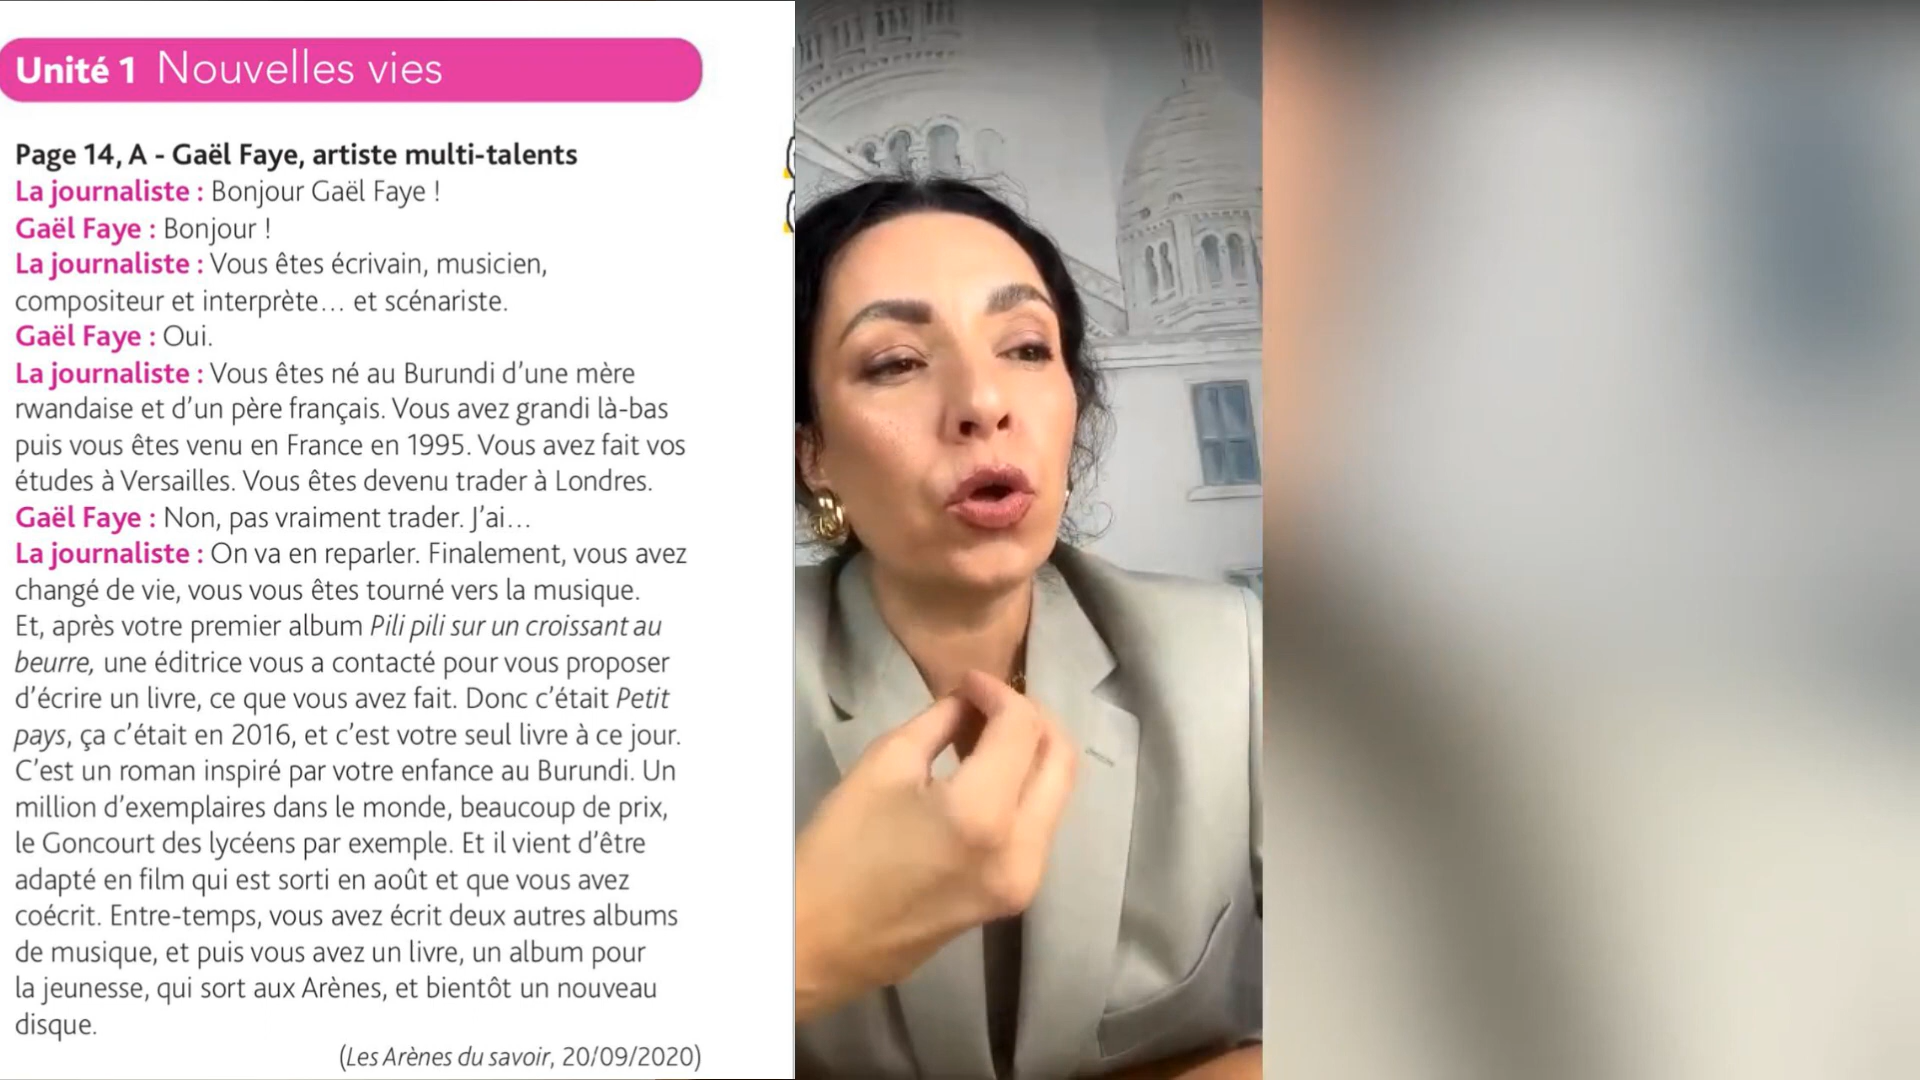 Unité 1 Nouvelles vies
Page 14, A - Gaël Faye, artiste multi-talents
La journaliste : Bonjour Gaël Faye !
Gaël Faye : Bonjour !
La journaliste : Vous êtes écrivain, musicien,
compositeur et interprète… et scénariste.
Gaël Faye : Oui.
La journaliste : Vous êtes né au Burundi d’une mère
rwandaise et d’un père français. Vous avez grandi là-bas
puis vous êtes venu en France en 1995. Vous avez fait vos
études à Versailles. Vous êtes devenu trader à Londres.
Gaël Faye : Non, pas vraiment trader. J’ai…
La journaliste : On va en reparler. Finalement, vous avez
changé de vie, vous vous êtes tourné vers la musique.
Et, après votre premier album Pili pili sur un croissant au
beurre, une éditrice vous a contacté pour vous proposer
d’écrire un livre, ce que vous avez fait. Donc c’était Petit
pays, ça c’était en 2016, et c’est votre seul livre à ce jour.
C’est un roman inspiré par votre enfance au Burundi. Un
million d’exemplaires dans le monde, beaucoup de prix,
le Goncourt des lycéens par exemple. Et il vient d’être
adapté en film qui est sorti en août et que vous avez
coécrit. Entre-temps, vous avez écrit deux autres albums
de musique, et puis vous avez un livre, un album pour
la jeunesse, qui sort aux Arènes, et bientôt un nouveau
disque.
(Les Arènes du savoir, 20/09/2020)